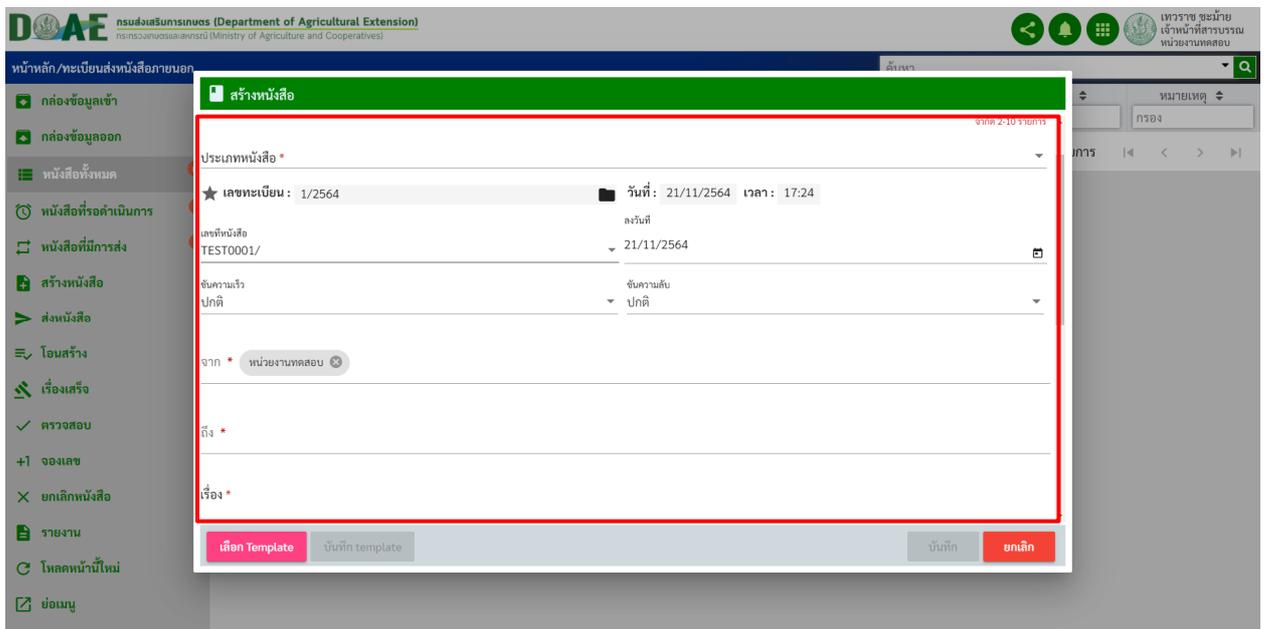 DOAE
กรมส่งเสริมการเกษตร (Department of Agricultural Extension)
กระทรวงเกษตรและสหกรณ์ (Ministry of Agriculture and Cooperatives)
เทวราช ชะม้าย
เจ้าหน้าที่สารบรรณ
หน่วยงานทดสอบ
หน้าหลัก/ทะเบียนส่งหนังสือภายนอก
ค้นหา
กล่องข้อมูลเข้า
กล่องข้อมูลออก
หนังสือทั้งหมด
หนังสือที่รอดำเนินการ
หนังสือที่มีการส่ง
สร้างหนังสือ
ส่งหนังสือ
โอนสร้าง
เรื่องเสร็จ
ตรวจสอบ
+1 จองเลข
ยกเลิกหนังสือ
รายงาน
โหลดหน้านี้ใหม่
ย่อเมนู
หมายเหตุ
กรอง
สร้างหนังสือ
จำกัด 2-10 รายการ
ประเภทหนังสือ *
เลขทะเบียน : 1/2564 วันที่ : 21/11/2564 เวลา : 17:24
เลขที่หนังสือ
TEST0001/
ลงวันที่
21/11/2564
ชั้นความเร็ว
ปกติ
ชั้นความลับ
ปกติ
จาก * หน่วยงานทดสอบ
ถึง *
เรื่อง *
เลือก Template บันทึก template บันทึก ยกเลิก